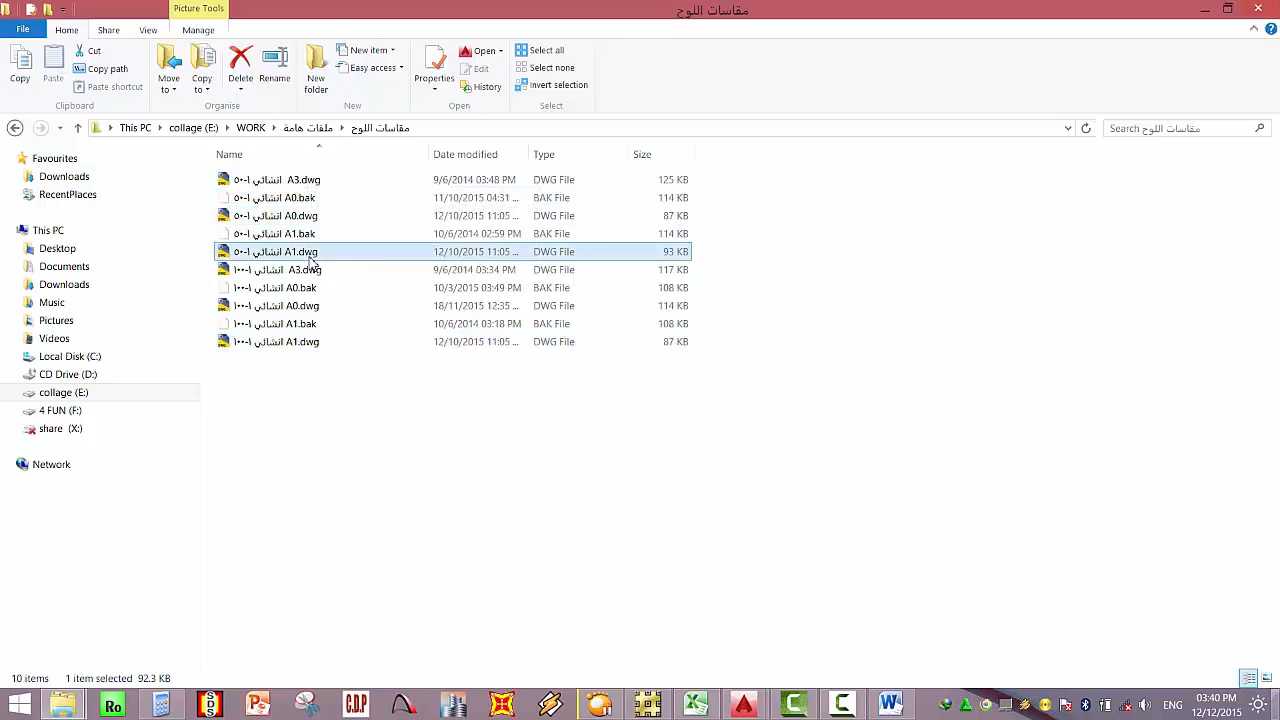 Picture Tools
مقاسات اللوح
File
Home
Share
View
Manage
Copy
Paste
Cut
Copy path
Paste shortcut
Clipboard
Move to
Copy to
Delete
Rename
Organise
New folder
New item
Easy access
New
Properties
Open
Edit
History
Open
Select all
Select none
Invert selection
Select
This PC
collage (E:)
WORK
ملفات هامة
مقاسات اللوح
Search مقاسات اللوح
Name
Date modified
Type
Size
انشائي ١-٥٠ A3.dwg 9/6/2014 03:48 PM DWG File 125 KB
انشائي ١-٥٠ A0.bak 11/10/2015 04:31 ... BAK File 114 KB
انشائي ١-٥٠ A0.dwg 12/10/2015 11:05 ... DWG File 87 KB
انشائي ١-٥٠ A1.bak 10/6/2014 02:59 PM BAK File 114 KB
انشائي ١-٥٠ A1.dwg 12/10/2015 11:05 ... DWG File 93 KB
انشائي ١-١٠٠ A3.dwg 9/6/2014 03:34 PM DWG File 117 KB
انشائي ١-١٠٠ A0.bak 10/3/2015 03:49 PM BAK File 108 KB
انشائي ١-١٠٠ A0.dwg 18/11/2015 12:35 ... DWG File 114 KB
انشائي ١-١٠٠ A1.bak 10/6/2014 03:18 PM BAK File 108 KB
انشائي ١-١٠٠ A1.dwg 12/10/2015 11:05 ... DWG File 87 KB
Favourites
Downloads
RecentPlaces
This PC
Desktop
Documents
Downloads
Music
Pictures
Videos
Local Disk (C:)
CD Drive (D:)
collage (E:)
4 FUN (F:)
share (X:)
Network
10 items
1 item selected 92.3 KB
Ro
SDS
C.D.P
ENG
03:40 PM
12/12/2015